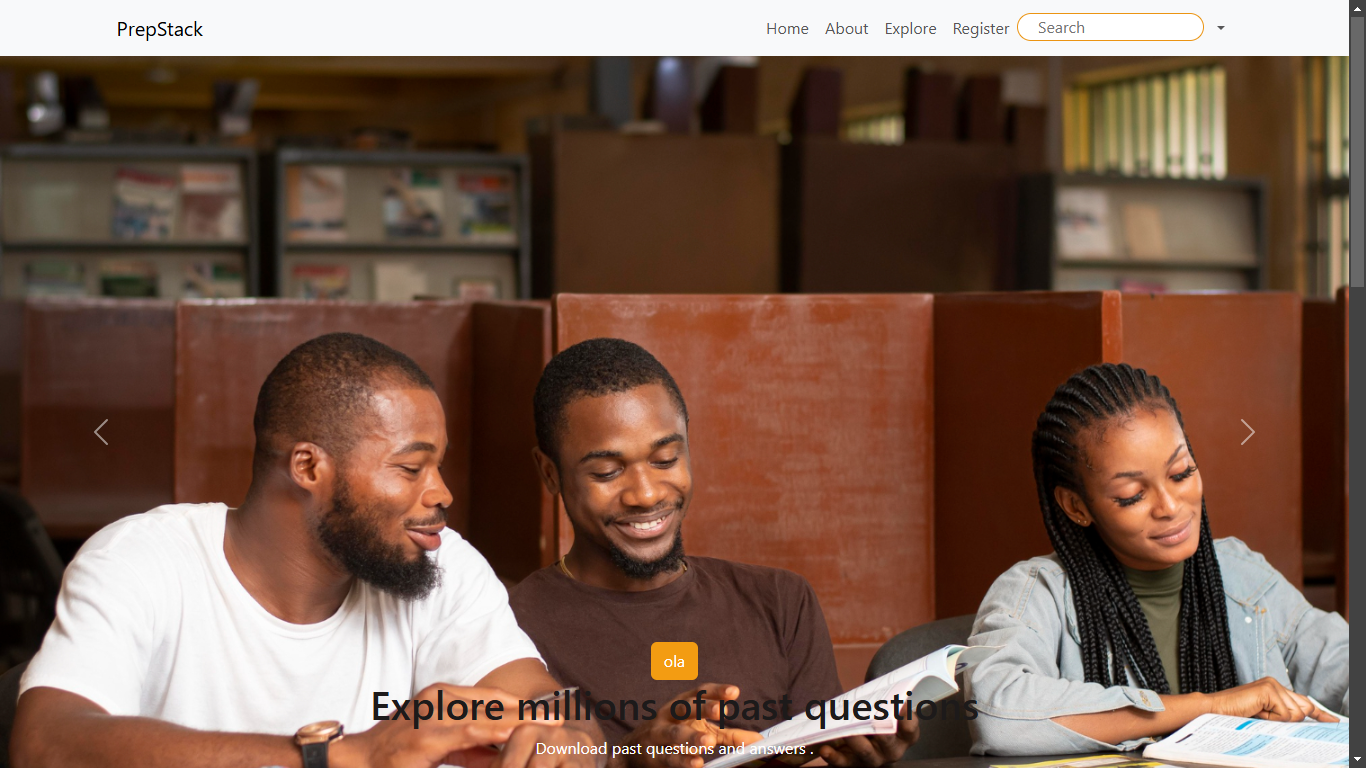 PrepStack
Home About Explore Register Search
ola
Explore millions of past questions
Download past questions and answers .